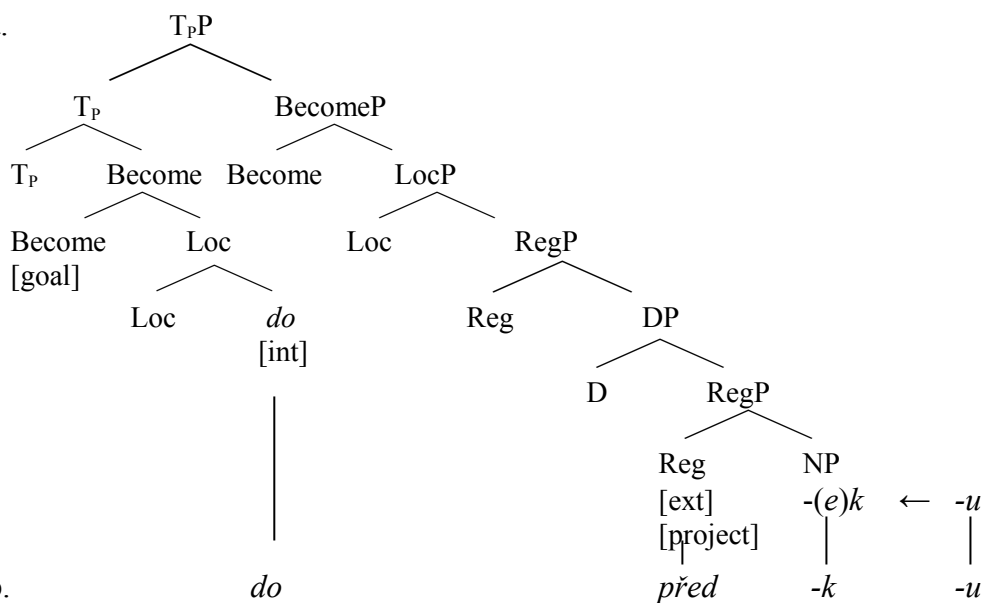 .
TₚP
Tₚ BecomeP
Tₚ Become Become LocP
Become Loc Loc RegP
[goal]
Loc do Reg DP
[int]
D RegP
Reg NP
[ext] -(e)k ← -u
[project]
. do před -k -u